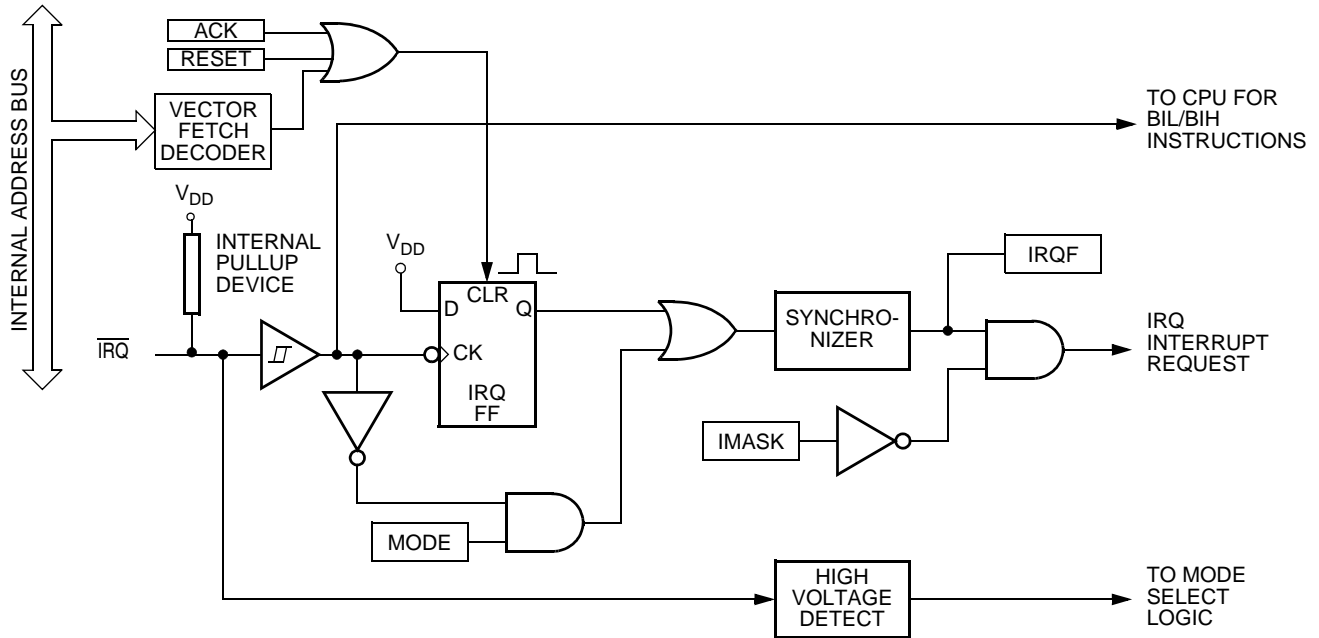 INTERNAL ADDRESS BUS
ACK
RESET
VECTOR
FETCH
DECODER
VDD
INTERNAL
PULLUP
DEVICE
IRQ
VDD
CLR
D
Q
CK
IRQ
FF
MODE
SYNCHRO-
NIZER
IRQF
IMASK
HIGH
VOLTAGE
DETECT
TO CPU FOR
BIL/BIH
INSTRUCTIONS
IRQ
INTERRUPT
REQUEST
TO MODE
SELECT
LOGIC